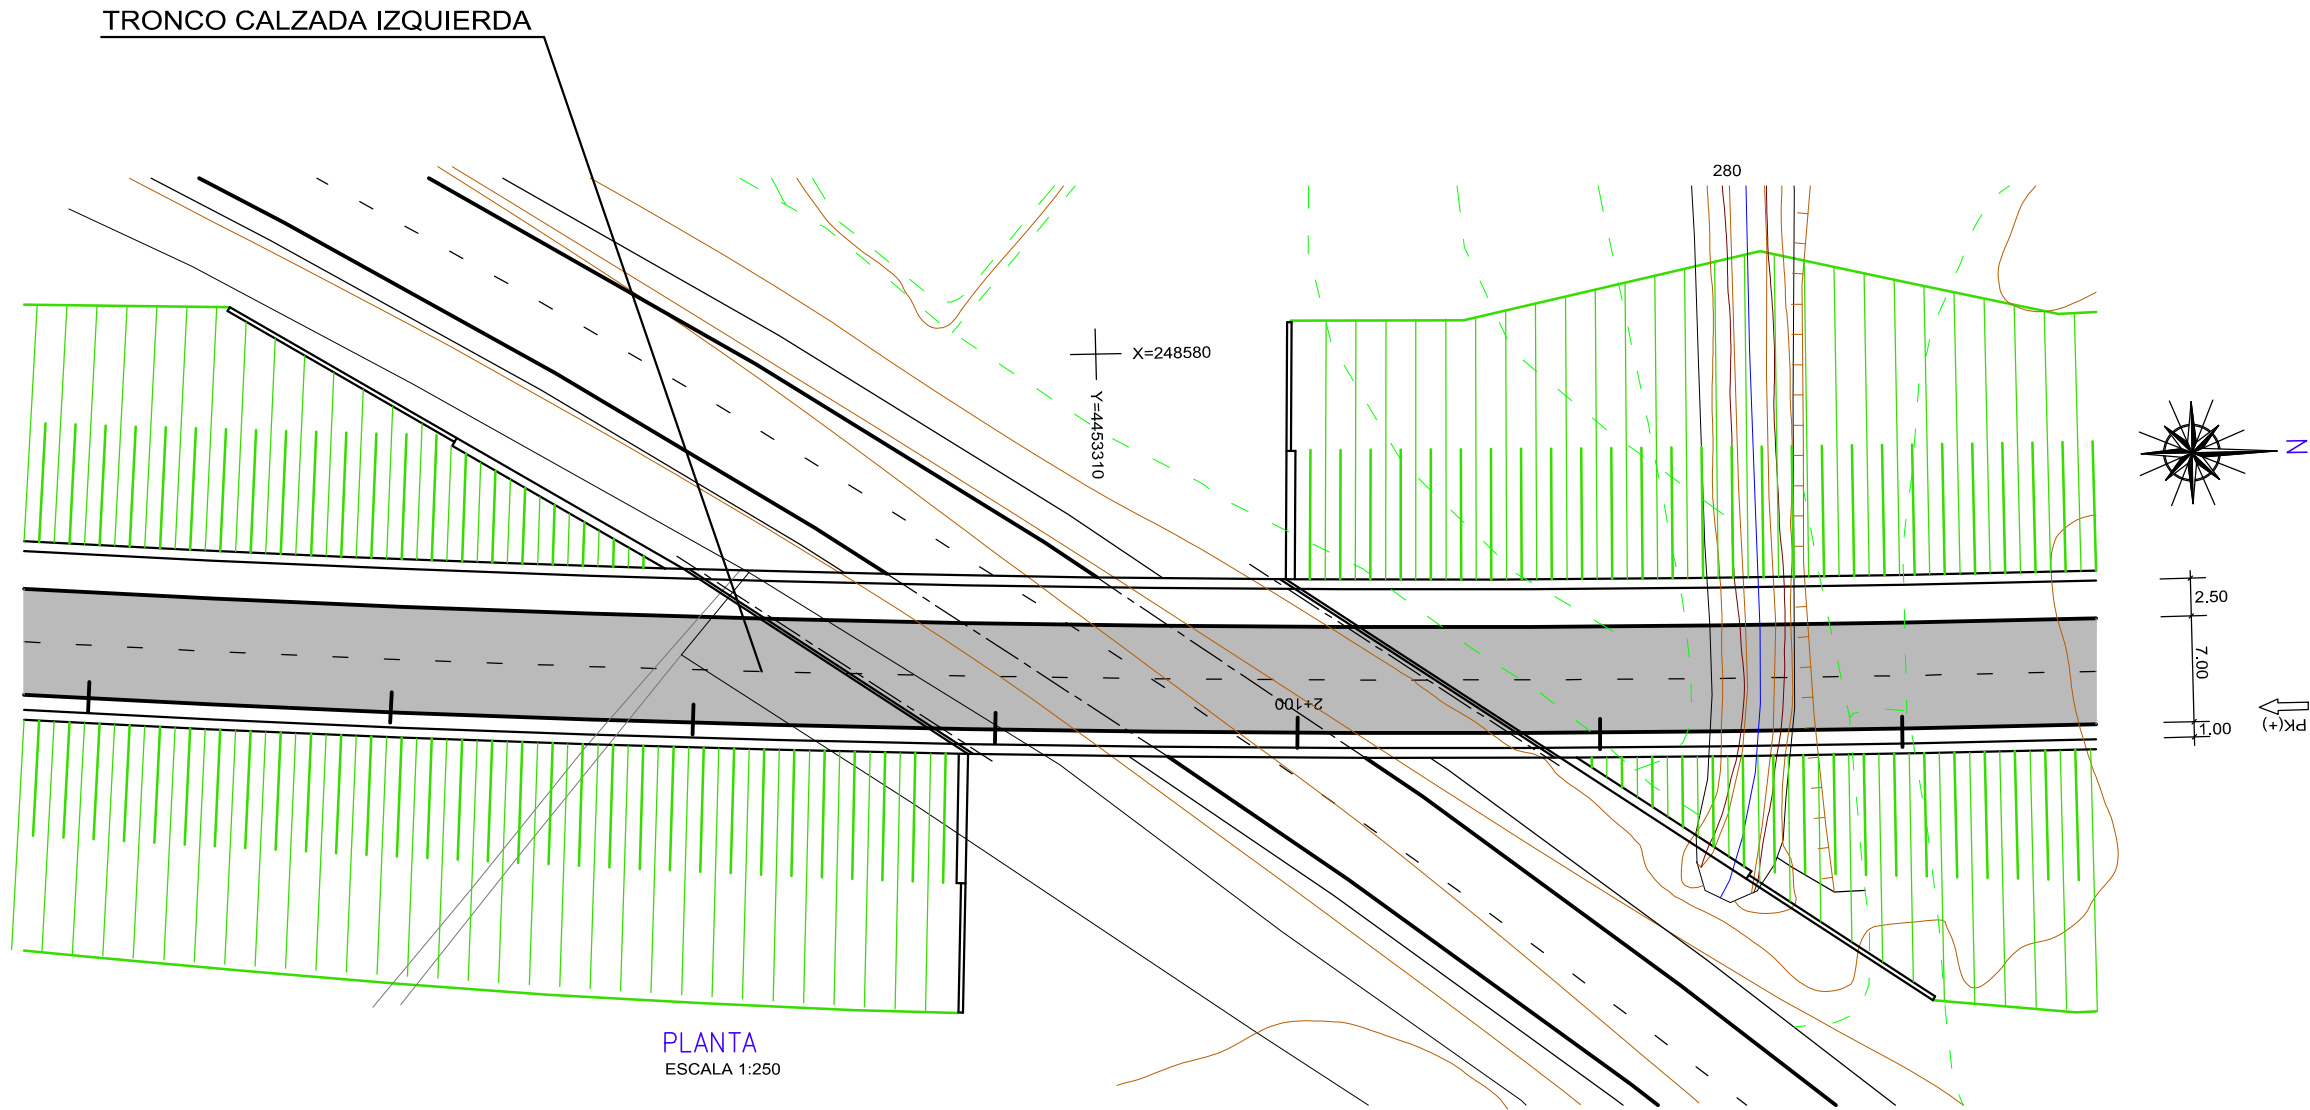 TRONCO CALZADA IZQUIERDA
280
X=248580
Y=4453310
N
2.50
7.00
2+100
1.00
PK(+)
PLANTA
ESCALA 1:250